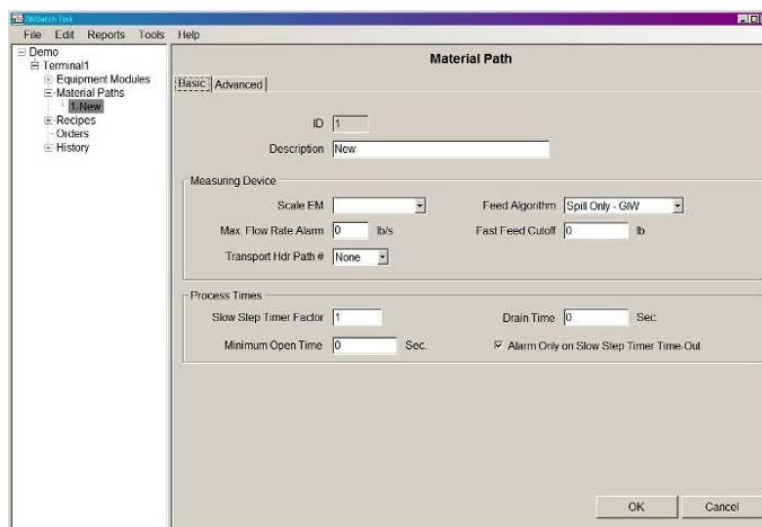 780Batch Tool
File Edit Reports Tools Help
Demo
Terminal1
Equipment Modules
Material Paths
1-New
Recipes
Orders
History
Material Path
Basic Advanced
ID 1
Description New
Measuring Device
Scale EM Feed Algorithm Spill Only - GIW
Max. Flow Rate Alarm 0 lb/s Fast Feed Cutoff 0 lb
Transport Hdr Path # None
Process Times
Slow Step Timer Factor 1 Drain Time 0 Sec.
Minimum Open Time 0 Sec. Alarm Only on Slow Step Timer Time-Out
OK Cancel